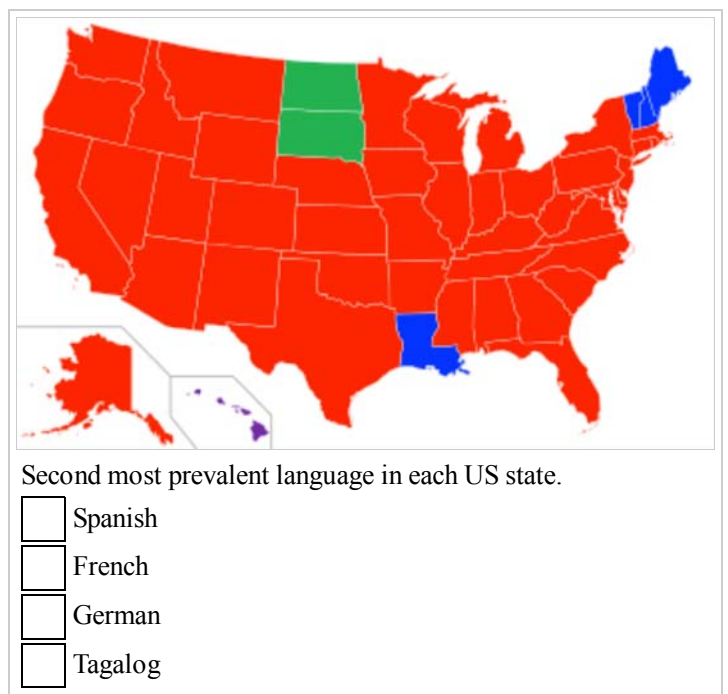 Second most prevalent language in each US state.
Spanish
French
German
Tagalog